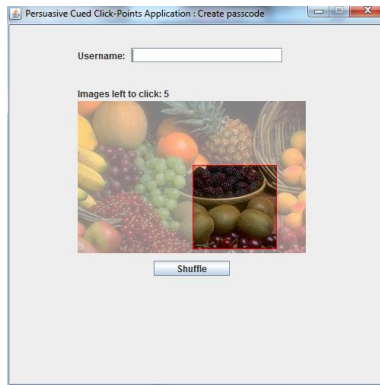 Persuasive Cued Click-Points Application : Create passcode
Username:
Images left to click: 5
Shuffle